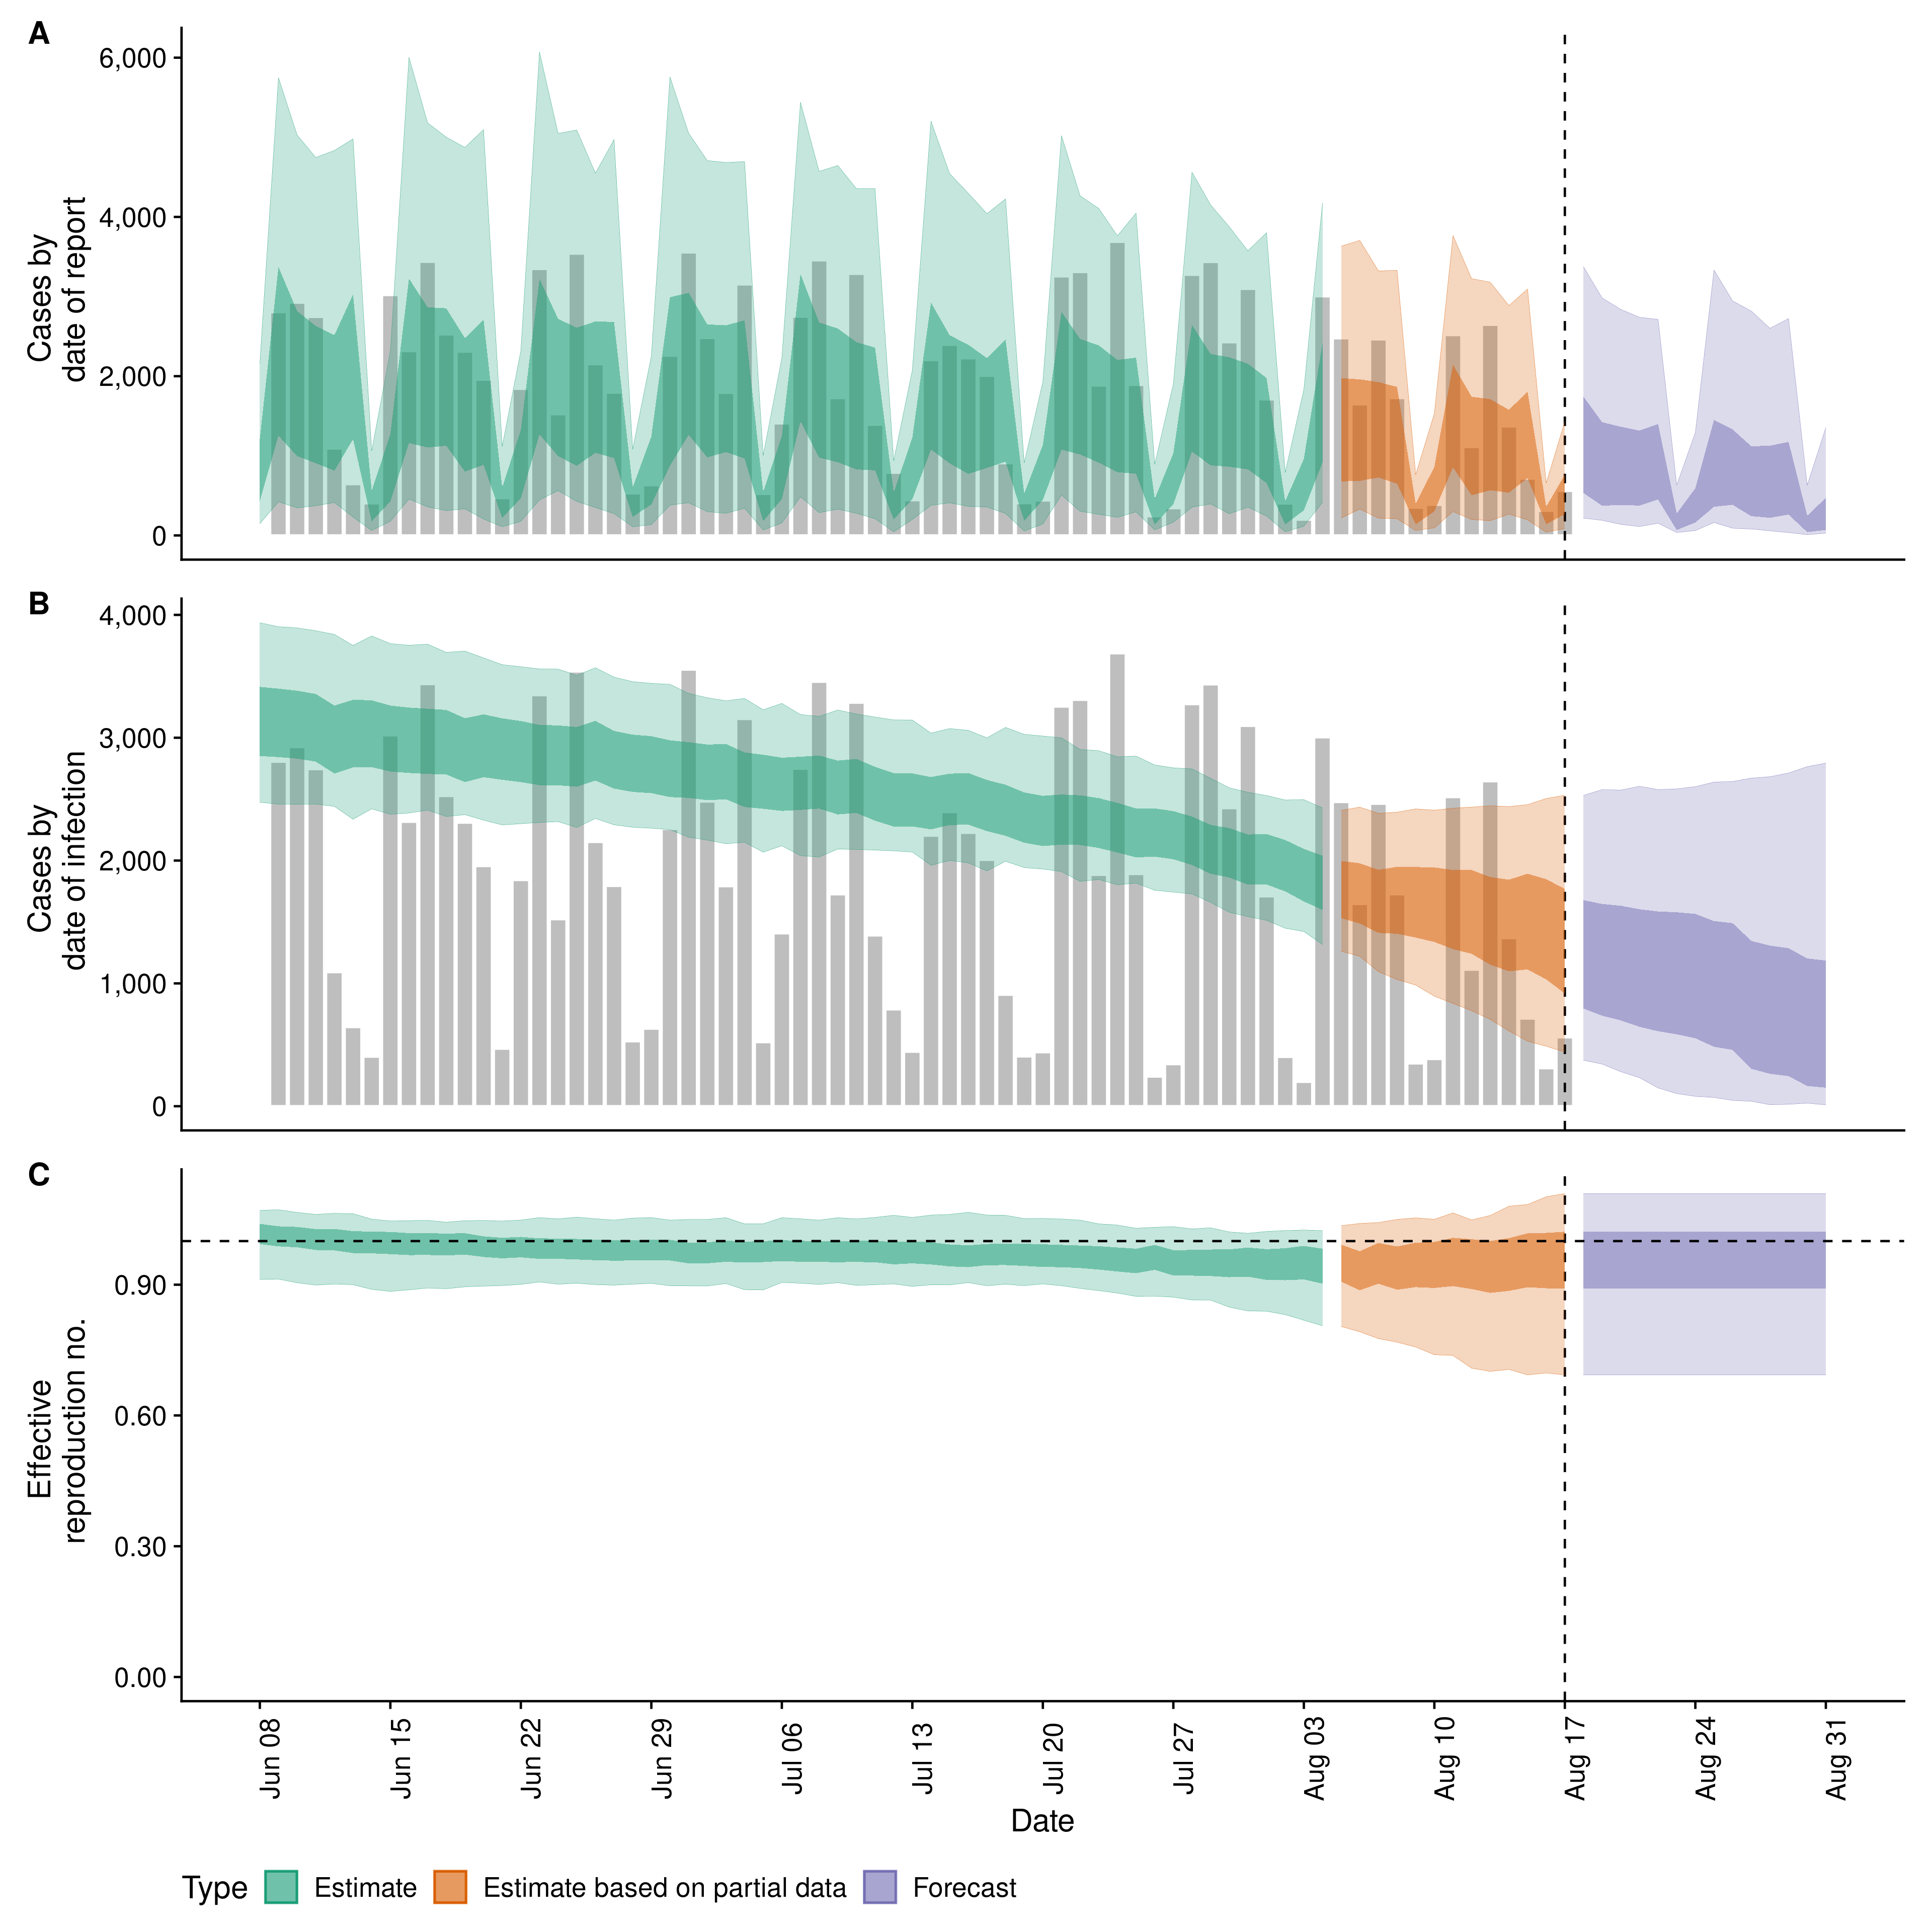 A
Cases by
date of report
6,000
4,000
2,000
0
B
Cases by
date of infection
4,000
3,000
2,000
1,000
0
C
Effective
reproduction no.
0.90
0.60
0.30
0.00
Jun 08
Jun 15
Jun 22
Jun 29
Jul 06
Jul 13
Jul 20
Jul 27
Aug 03
Aug 10
Aug 17
Aug 24
Aug 31
Date
Type Estimate Estimate based on partial data Forecast